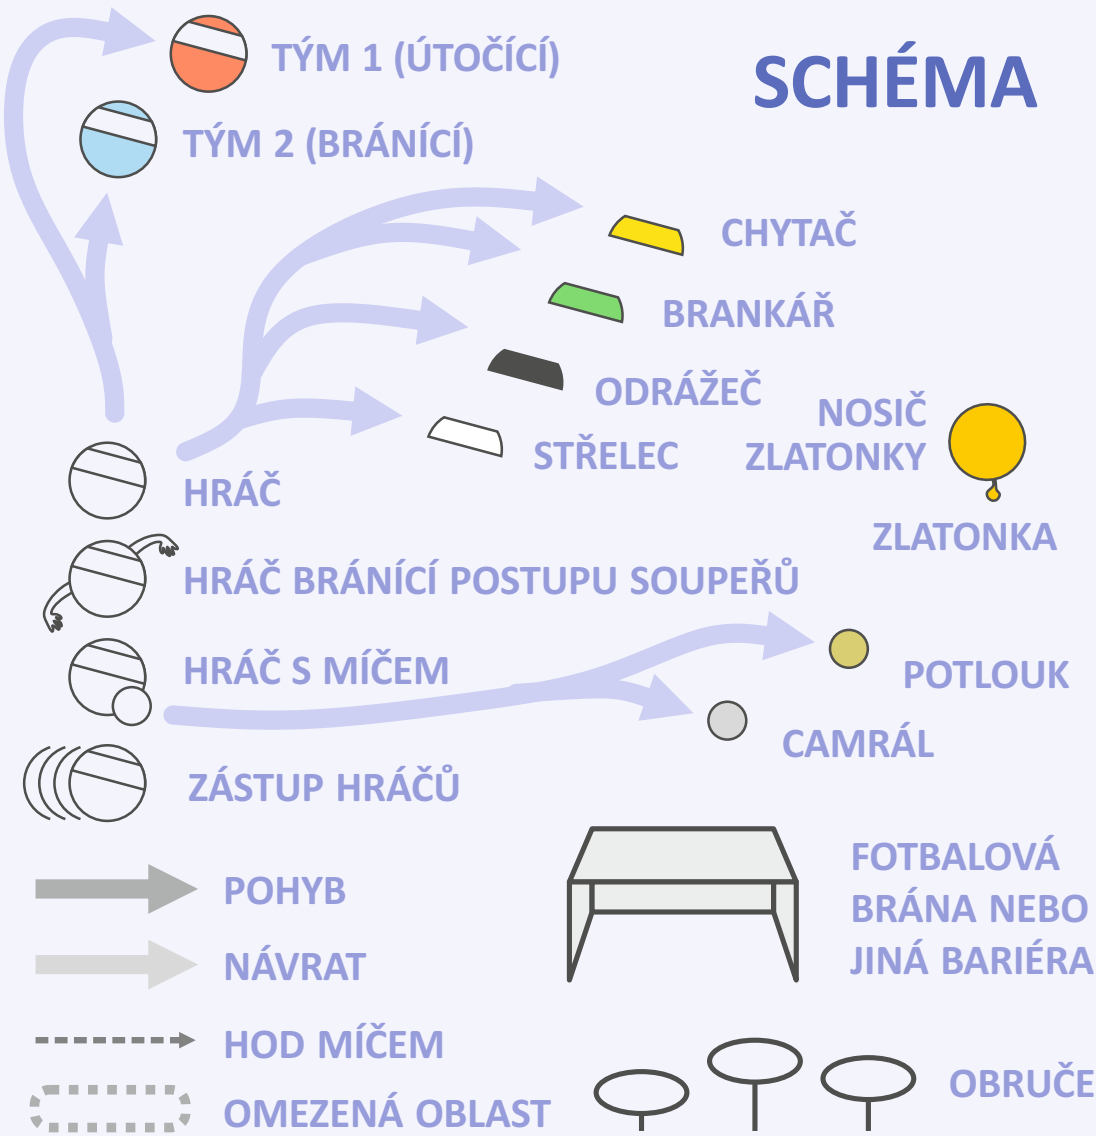 SCHÉMA
TÝM 1 (ÚTOČÍCÍ)
TÝM 2 (BRÁNÍCÍ)
CHYTAČ
BRANKÁŘ
ODRÁŽEČ
STŘELEC
NOSIČ
ZLATONKY
ZLATONKA
HRÁČ
HRÁČ BRÁNÍCÍ POSTUPU SOUPEŘŮ
HRÁČ S MÍČEM
POTLOUK
CAMRÁL
ZÁSTUP HRÁČŮ
POHYB
NÁVRAT
HOD MÍČEM
OMEZENÁ OBLAST
FOTBALOVÁ
BRÁNA NEBO
JINÁ BARIÉRA
OBRUČE